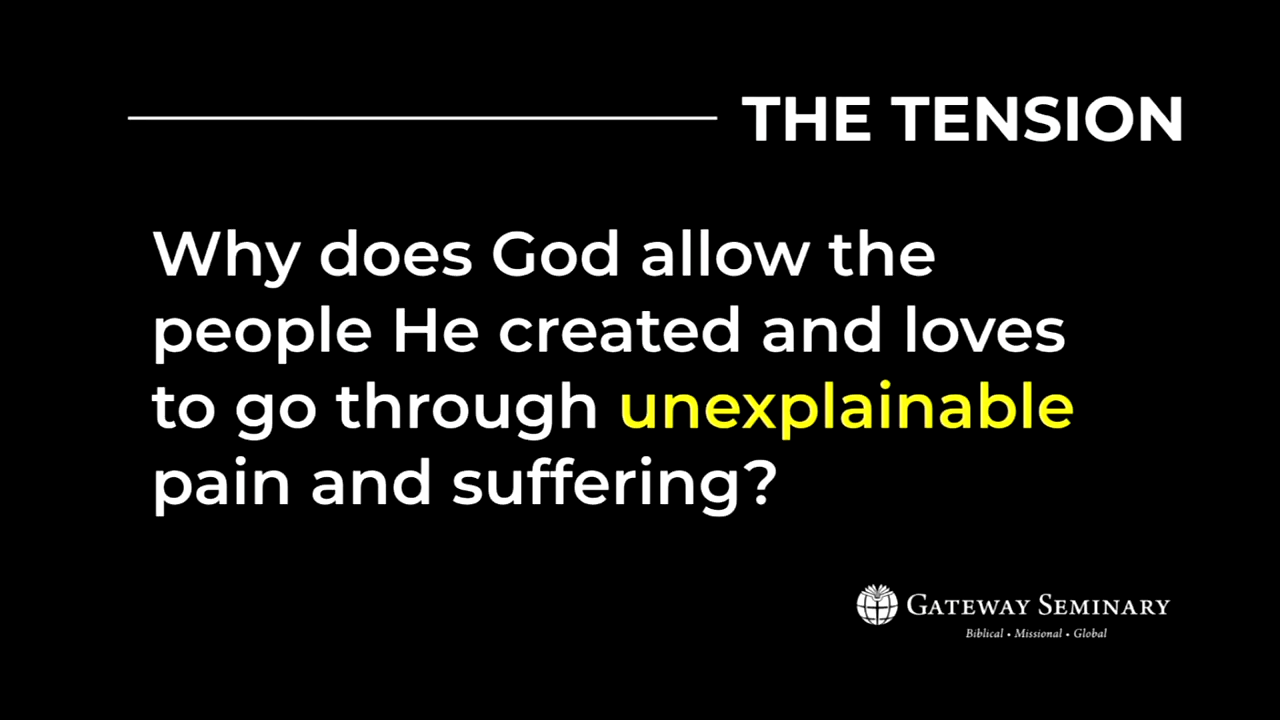 THE TENSION
Why does God allow the
people He created and loves
to go through unexplainable
pain and suffering?
GATEWAY SEMINARY
Biblical • Missional • Global